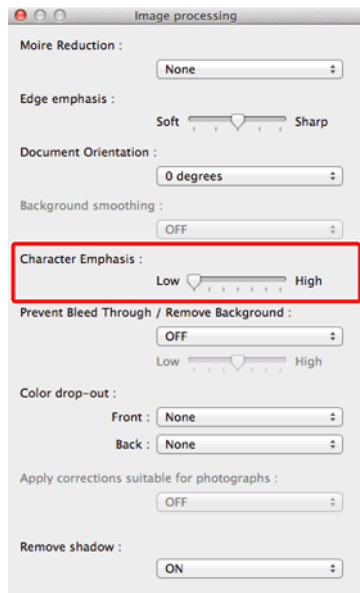 Image processing
Moire Reduction :
None
Edge emphasis :
Soft Sharp
Document Orientation :
0 degrees
Background smoothing :
OFF
Character Emphasis :
Low High
Prevent Bleed Through / Remove Background :
OFF
Low High
Color drop-out :
Front : None
Back : None
Apply corrections suitable for photographs :
OFF
Remove shadow :
ON